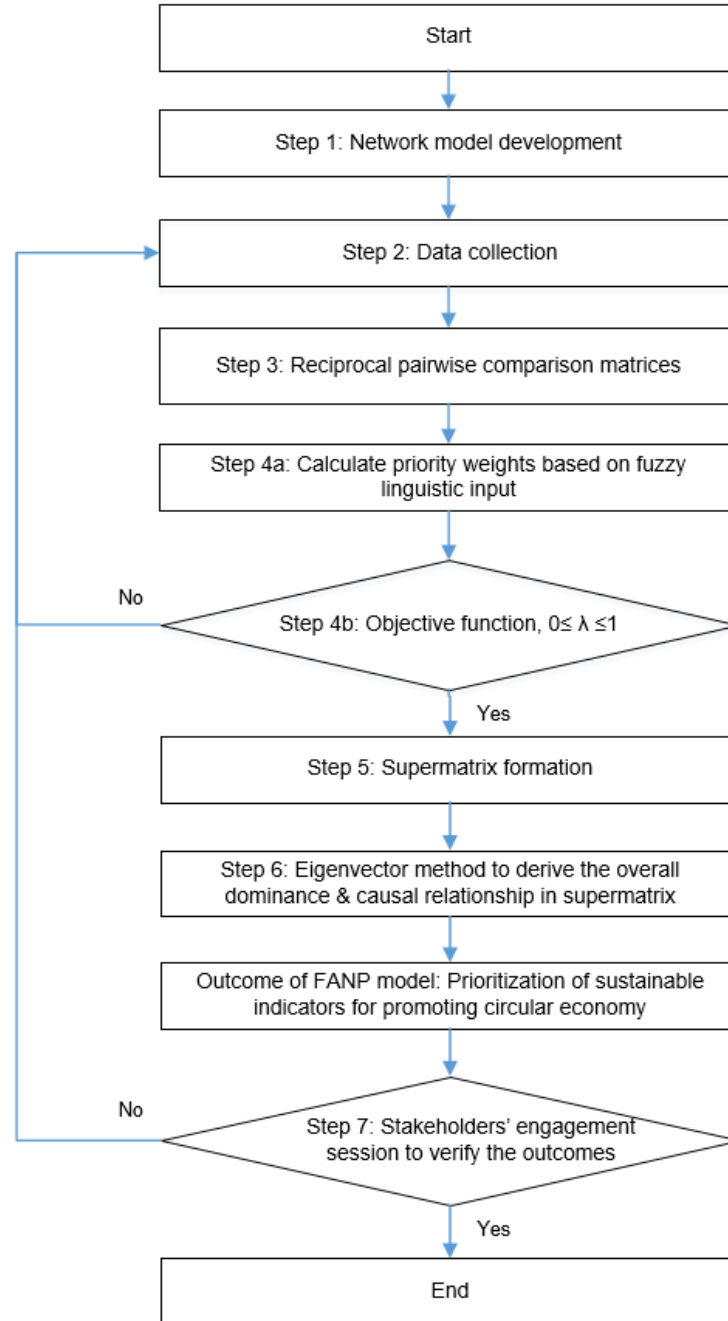 Start
Step 1: Network model development
Step 2: Data collection
Step 3: Reciprocal pairwise comparison matrices
Step 4a: Calculate priority weights based on fuzzy
linguistic input
No
Step 4b: Objective function, 0≤ λ ≤1
Yes
Step 5: Supermatrix formation
Step 6: Eigenvector method to derive the overall
dominance & causal relationship in supermatrix
Outcome of FANP model: Prioritization of sustainable
indicators for promoting circular economy
No
Step 7: Stakeholders’ engagement
session to verify the outcomes
Yes
End